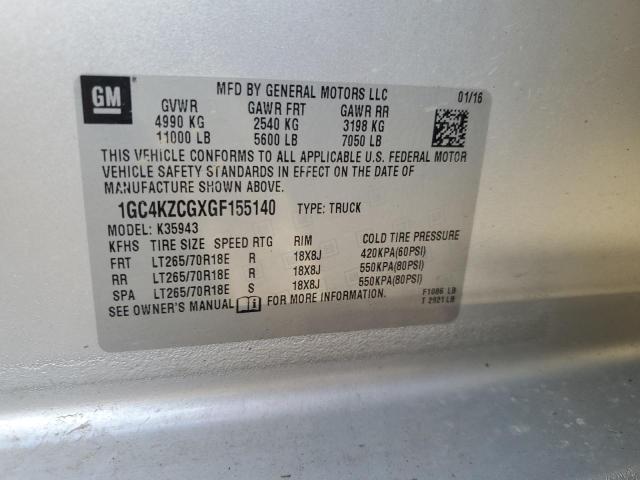 GM
MFD BY GENERAL MOTORS LLC 01/16
GVWR GAWR FRT GAWR RR
4990 KG 2540 KG 3198 KG
11000 LB 5600 LB 7050 LB
THIS VEHICLE CONFORMS TO ALL APPLICABLE U.S. FEDERAL MOTOR
VEHICLE SAFETY STANDARDS IN EFFECT ON THE DATE OF
MANUFACTURE SHOWN ABOVE.
1GC4KZCGXGF155140 TYPE: TRUCK
MODEL: K35943
KFHS TIRE SIZE SPEED RTG RIM COLD TIRE PRESSURE
FRT LT265/70R18E R 18X8J 420KPA(60PSI)
RR LT265/70R18E R 18X8J 550KPA(80PSI)
SPA LT265/70R18E S 18X8J 550KPA(80PSI)
SEE OWNER'S MANUAL FOR MORE INFORMATION.
F1086 LB
T 2921 LB